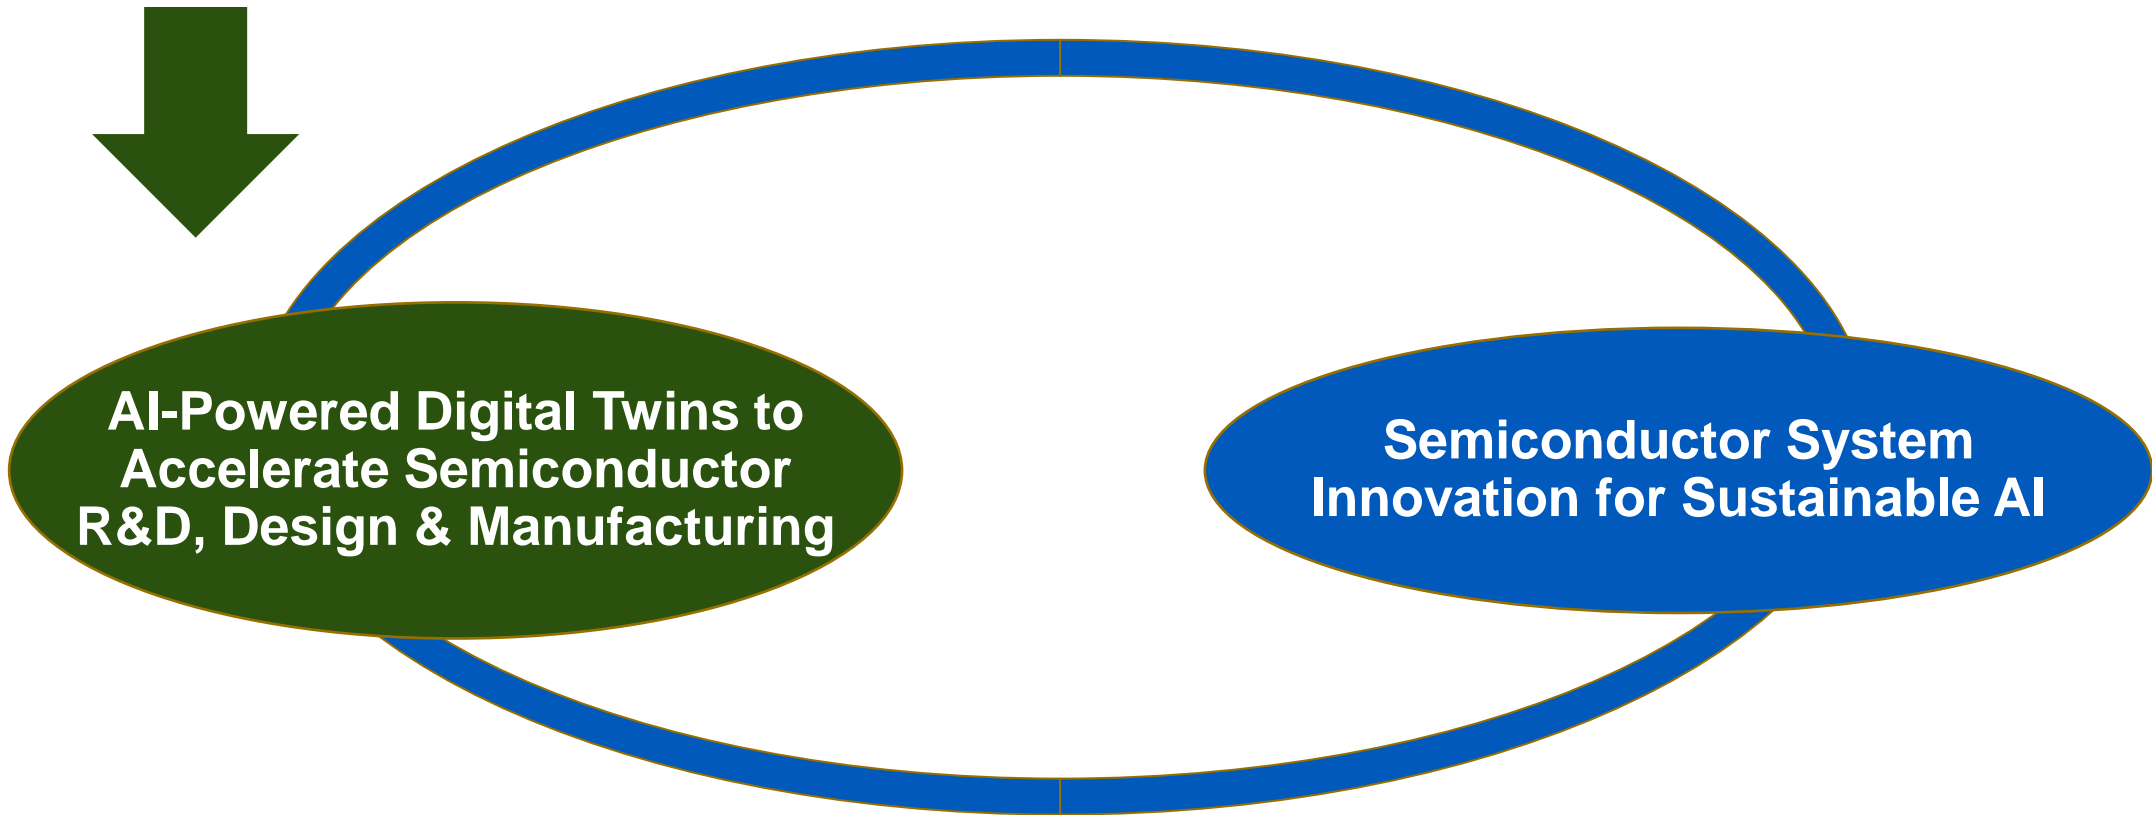 AI-Powered Digital Twins to
Accelerate Semiconductor
R&D, Design & Manufacturing
Semiconductor System
Innovation for Sustainable AI